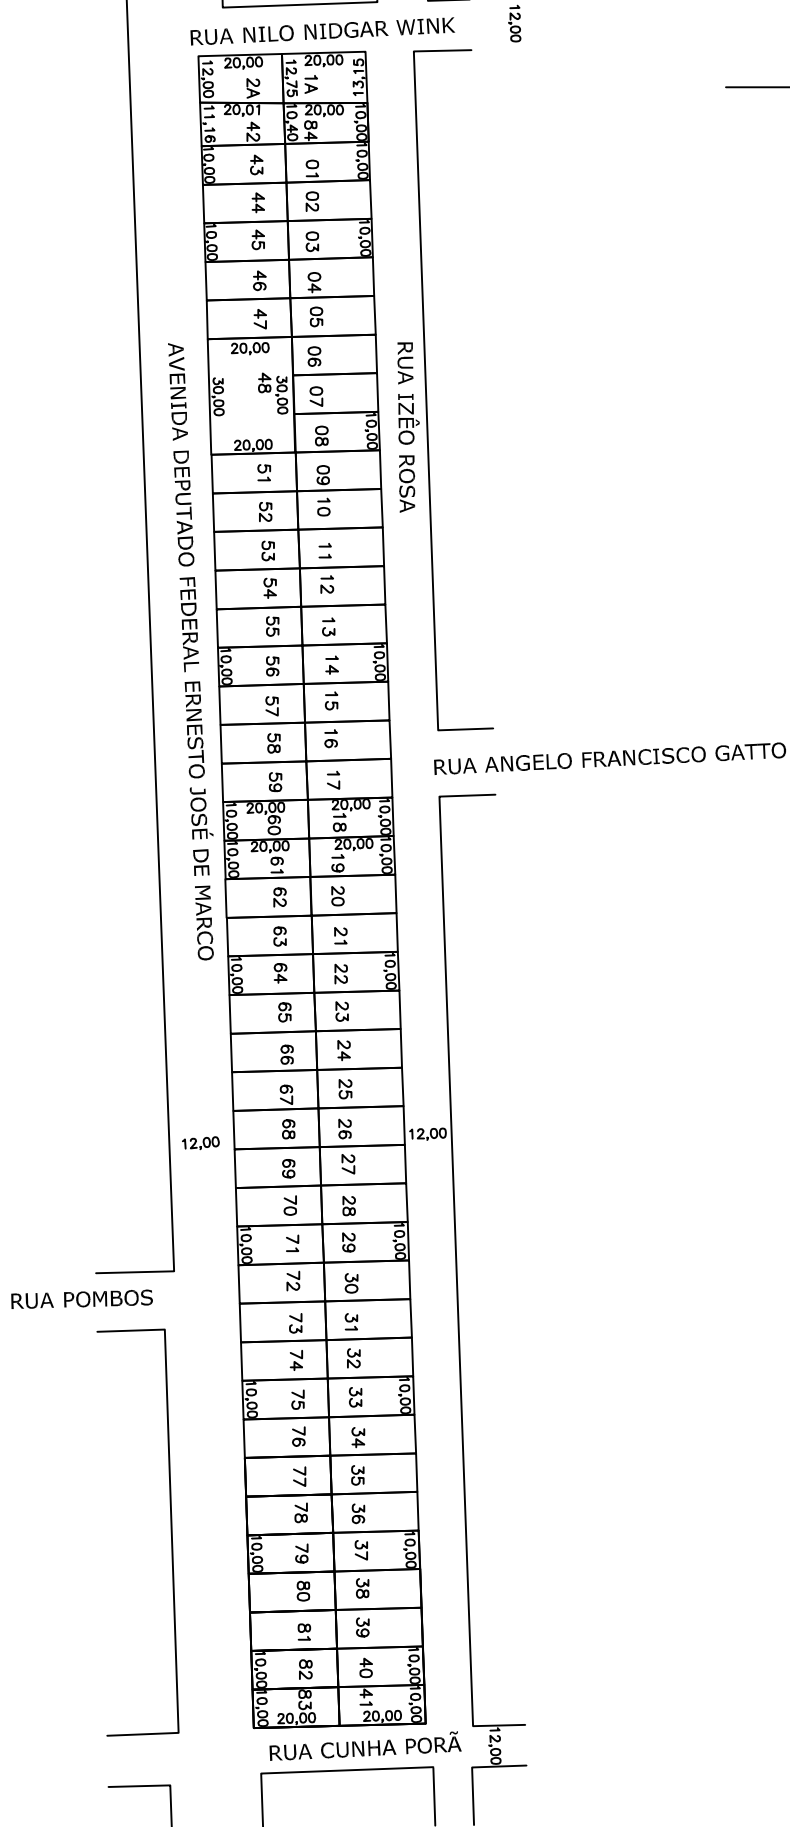 12,00
RUA NILO NIDGAR WINK
20,00 20,00
12,00 2A 12,75 1A 13,15
20,01 20,00
11,16 42 10,40 84 10,00
10,00 43 01 10,00
44 02
10,00 45 03 10,00
46 04
47 05
20,00 06
30,00 48 30,00 07
20,00 08 10,00
51 09
52 10
53 11
54 12
55 13
10,00 56 14 10,00
57 15
58 16
59 17
20,00 20,00
10,00 60 18 10,00
20,00 20,00
10,00 61 19 10,00
62 20
63 21
10,00 64 22 10,00
65 23
66 24
67 25
68 26
69 27
70 28
10,00 71 29 10,00
72 30
73 31
74 32
10,00 75 33 10,00
76 34
77 35
78 36
10,00 79 37 10,00
80 38
81 39
10,00 82 40 10,00
10,00 83 41 10,00
20,00 20,00
AVENIDA DEPUTADO FEDERAL ERNESTO JOSÉ DE MARCO
RUA IZÊO ROSA
RUA ANGELO FRANCISCO GATTO
12,00 12,00
RUA POMBOS
RUA CUNHA PORÃ
12,00